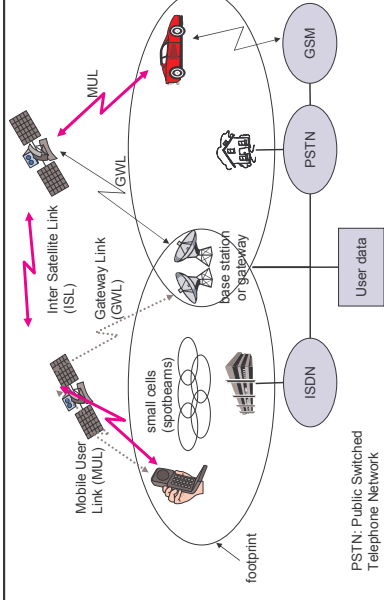 Inter Satellite Link
(ISL)
Mobile User
Link (MUL)
Gateway Link
(GWL)
GWL
MUL
small cells
(spotbeams)
base station
or gateway
footprint
ISDN
PSTN
GSM
User data
PSTN: Public Switched
Telephone Network